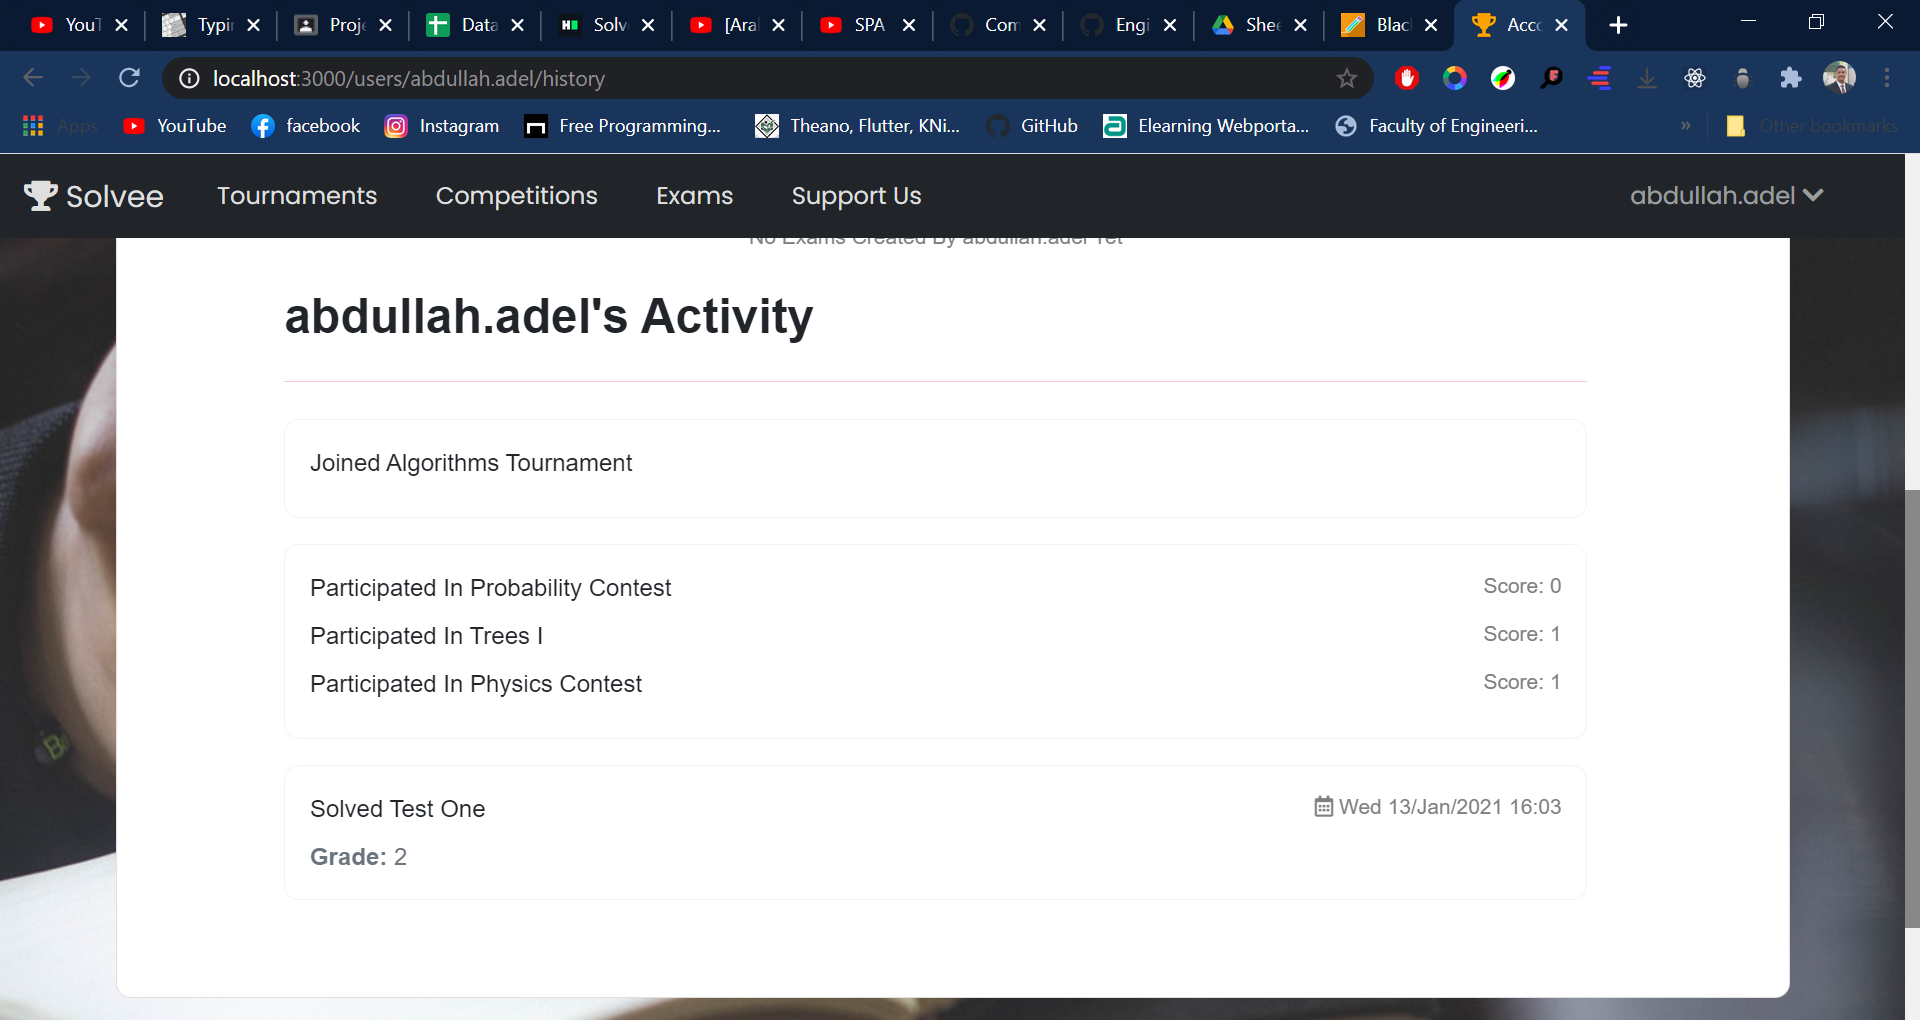 YouT Typi Proje Data Solv [Ara SPA Com Engi Shee Blac Acco
localhost:3000/users/abdullah.adel/history
Apps YouTube facebook Instagram Free Programming... Theano, Flutter, KNi... GitHub Elearning Webporta... Faculty of Engineeri... » Other bookmarks
Solvee Tournaments Competitions Exams Support Us abdullah.adel
No Exams Created By abdullah.adel Yet
abdullah.adel's Activity
Joined Algorithms Tournament
Participated In Probability Contest Score: 0
Participated In Trees I Score: 1
Participated In Physics Contest Score: 1
Solved Test One Wed 13/Jan/2021 16:03
Grade: 2